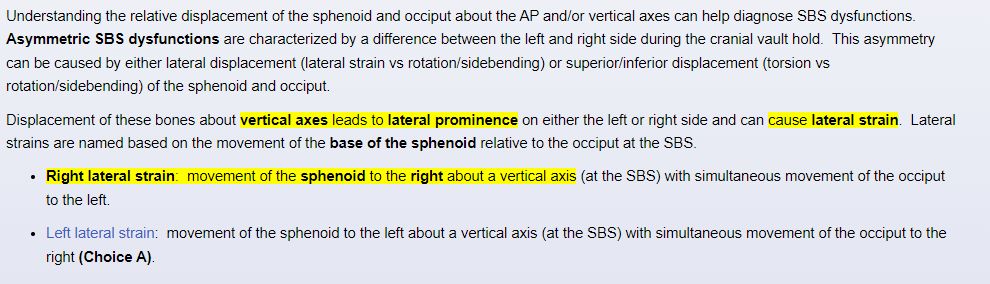 Understanding the relative displacement of the sphenoid and occiput about the AP and/or vertical axes can help diagnose SBS dysfunctions.
Asymmetric SBS dysfunctions are characterized by a difference between the left and right side during the cranial vault hold.  This asymmetry
can be caused by either lateral displacement (lateral strain vs rotation/sidebending) or superior/inferior displacement (torsion vs
rotation/sidebending) of the sphenoid and occiput.
Displacement of these bones about vertical axes leads to lateral prominence on either the left or right side and can cause lateral strain.  Lateral
strains are named based on the movement of the base of the sphenoid relative to the occiput at the SBS.
• Right lateral strain:  movement of the sphenoid to the right about a vertical axis (at the SBS) with simultaneous movement of the occiput
to the left.
• Left lateral strain:  movement of the sphenoid to the left about a vertical axis (at the SBS) with simultaneous movement of the occiput to the
right (Choice A).